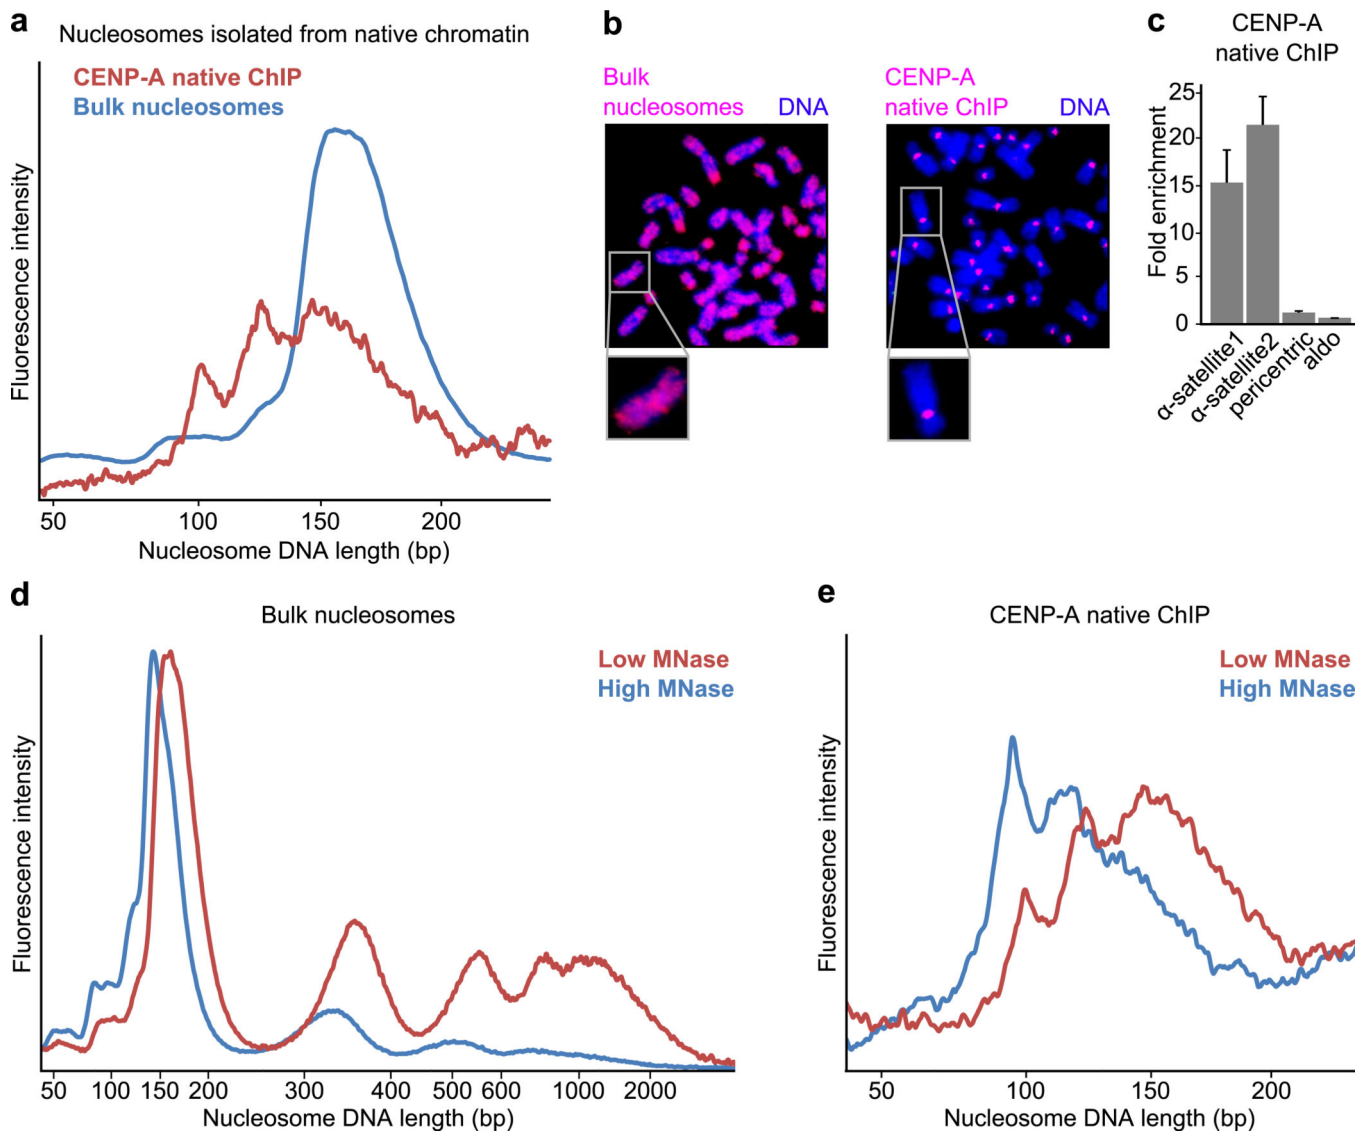 a
Nucleosomes isolated from native chromatin
CENP-A native ChIP
Bulk nucleosomes
Fluorescence intensity
50 100 150 200
Nucleosome DNA length (bp)
b
Bulk
nucleosomes DNA
CENP-A
native ChIP DNA
c
CENP-A
native ChIP
Fold enrichment
25
20
15
10
5
0
α-satellite1
α-satellite2
pericentric
aldo
d
Bulk nucleosomes
Low MNase
High MNase
Fluorescence intensity
50 100 150 200 300 400 500 600 1000 2000
Nucleosome DNA length (bp)
e
CENP-A native ChIP
Low MNase
High MNase
Fluorescence intensity
50 100 150 200
Nucleosome DNA length (bp)